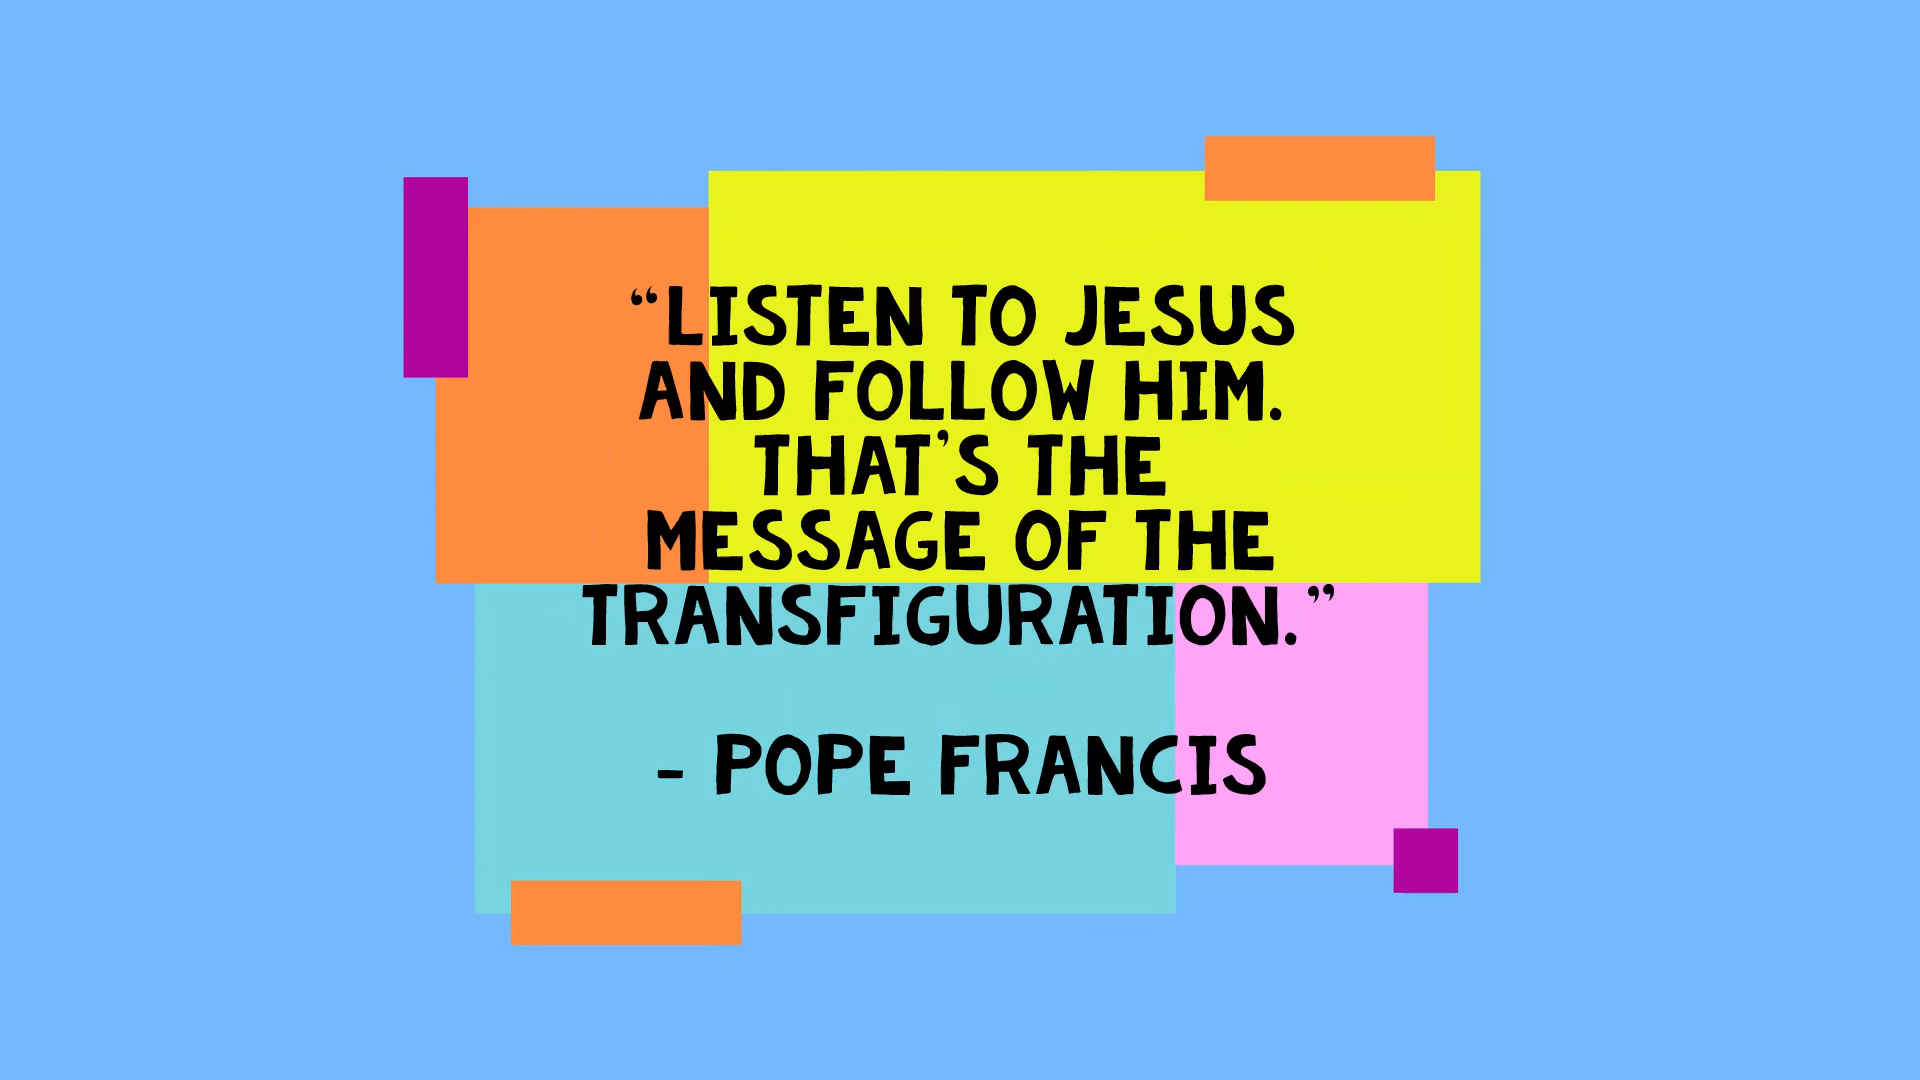 “LISTEN TO JESUS
AND FOLLOW HIM.
THAT’S THE
MESSAGE OF THE
TRANSFIGURATION.”
- POPE FRANCIS